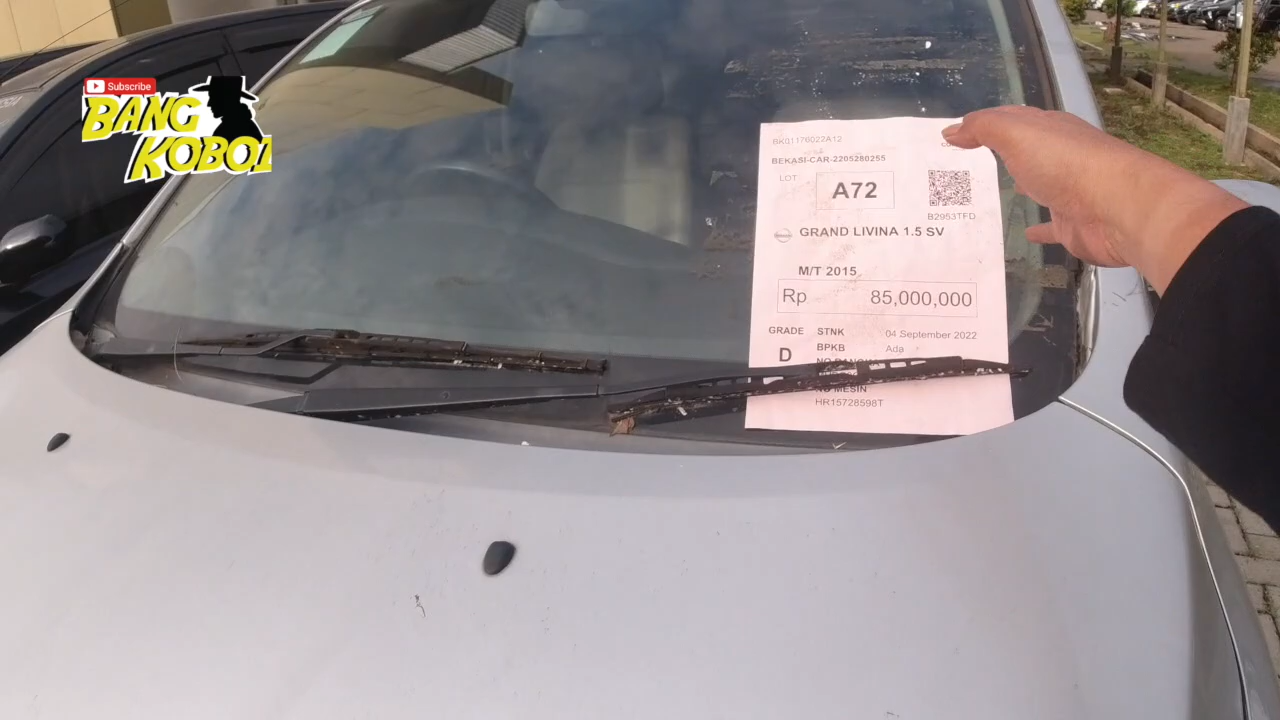 Subscribe
BANG
KOBOI
BK01176022A12
BEKASI-CAR-2205280255
LOT
A72
B2953TFD
GRAND LIVINA 1.5 SV
M/T 2015
Rp 85,000,000
GRADE STNK 04 September 2022
D BPKB Ada
HR15728598T